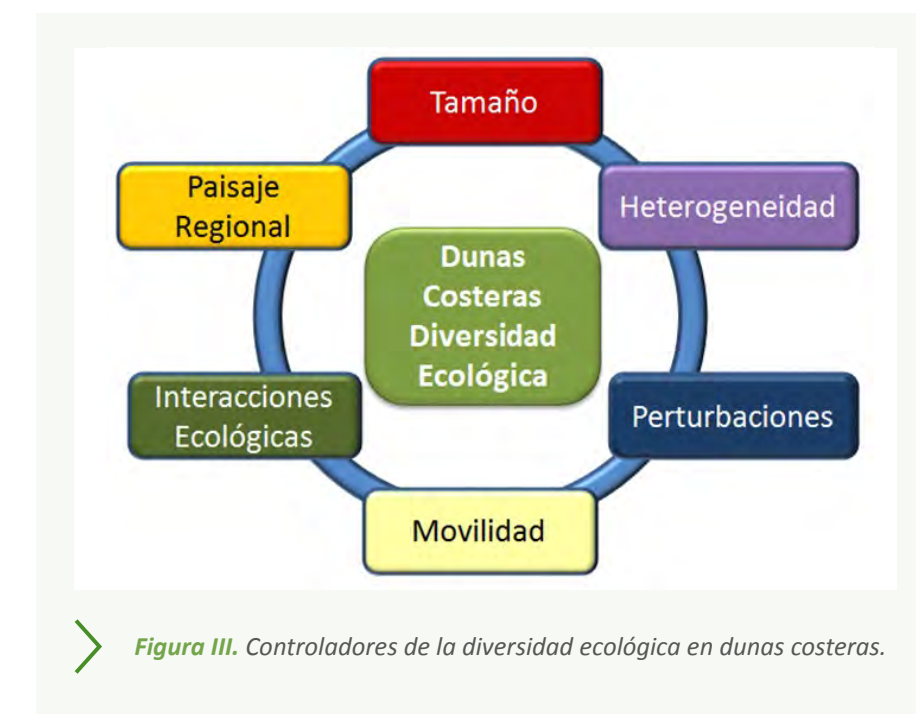 Tamaño
Paisaje
Regional
Heterogeneidad
Dunas
Costeras
Diversidad
Ecológica
Interacciones
Ecológicas
Perturbaciones
Movilidad
Figura III. Controladores de la diversidad ecológica en dunas costeras.